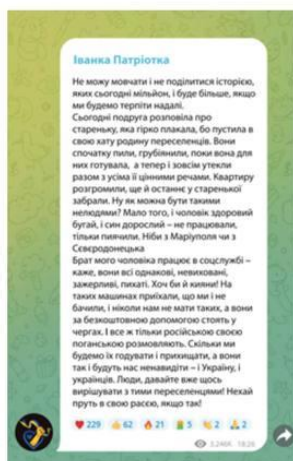 Іванка Патріотка
Не можу мовчати і не поділитися історією,
яких сьогодні мільйон, і буде більше, якщо
ми будемо терпіти надалі.
Сьогодні подруга розповіла про
стареньку, яка гірко плакала, бо пустила в
свою хату родину переселенців. Вони
спочатку пили, грубіянили, поки вона для
них готувала, а тепер і зовсім утекли
разом з усіма її цінними речами. Квартиру
розгромили, ще й останнє у старенької
забрали. Ну як можна бути такими
нелюдями? Мало того, і чоловік здоровий
бугай, і син дорослий – не працювали,
тільки пиячили. Ніби з Маріуполя чи з
Сєвєродонецька
Брат мого чоловіка працює в соцслужбі –
каже, вони всі однакові, невиховані,
зажерливі, пихаті. Хоч би й кияни! На
таких машинах приїхали, що ми і не
бачили, і ніколи нам не мати таких, а вони
за безкоштовною допомогою стоять у
чергах. І все ж тільки російською своєю
поганською розмовляють. Скільки ми
будемо їх годувати і прихищати, а вони
так і будуть нас ненавидіти – і Україну, і
українців. Люди, давайте вже щось
вирішувати з тими переселенцями! Нехай
пруть в свою расєю, якщо так!
229 62 21 5 2 2
3.246K 18:28